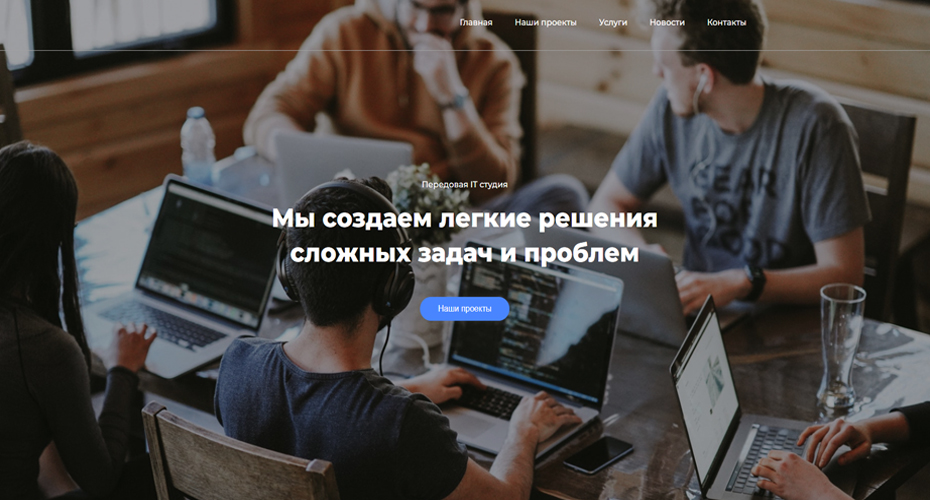 Главная Наши проекты Услуги Новости Контакты
Передовая IT студия
Мы создаем легкие решения
сложных задач и проблем
Наши проекты